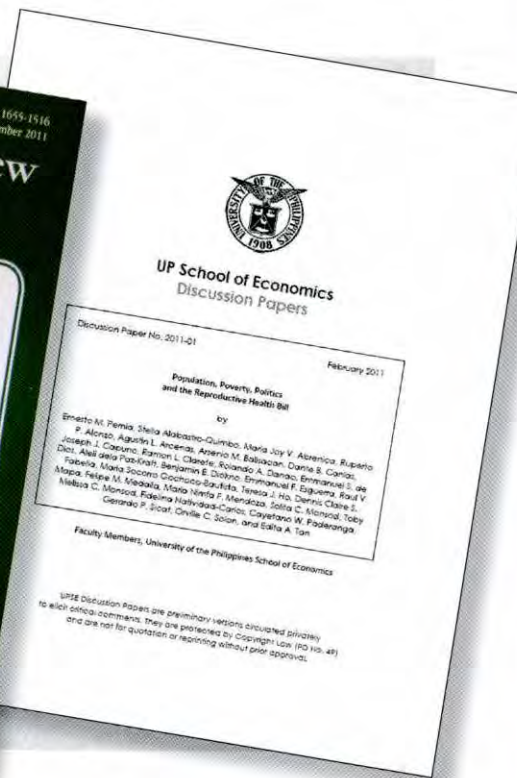 1655-1516
mber 2011
ew
UNIVERSITY OF THE PHILIPPINES
1908
UP School of Economics
Discussion Papers
Discussion Paper No. 2011-01
February 2011
Population, Poverty, Politics
and the Reproductive Health Bill
by
Ernesto M. Pernia, Stella Alabastro-Quimbo, Maria Joy V. Abrenica, Ruperto
P. Alonzo, Agustin L. Arcenas, Arsenio M. Balisacan, Dante B. Canlas,
Joseph J. Capuno, Ramon L. Clarete, Rolando A. Danao, Emmanuel S. de
Dios, Aleli dela Paz-Kraft, Benjamin E. Diokno, Emmanuel F. Esguerra, Raul V.
Fabella, Maria Socorro Gochoco-Bautista, Teresa J. Ho, Dennis Claire S.
Mapa, Felipe M. Medalla, Maria Nimfa F. Mendoza, Solita C. Monsod, Toby
Melissa C. Monsod, Fidelina Natividad-Carlos, Cayetano W. Paderanga,
Gerardo P. Sicat, Orville C. Solon, and Edita A. Tan
Faculty Members, University of the Philippines School of Economics
UPSE Discussion Papers are preliminary versions circulated privately
to elicit critical comments. They are protected by Copyright Law (PD No. 49)
and are not for quotation or reprinting without prior approval.